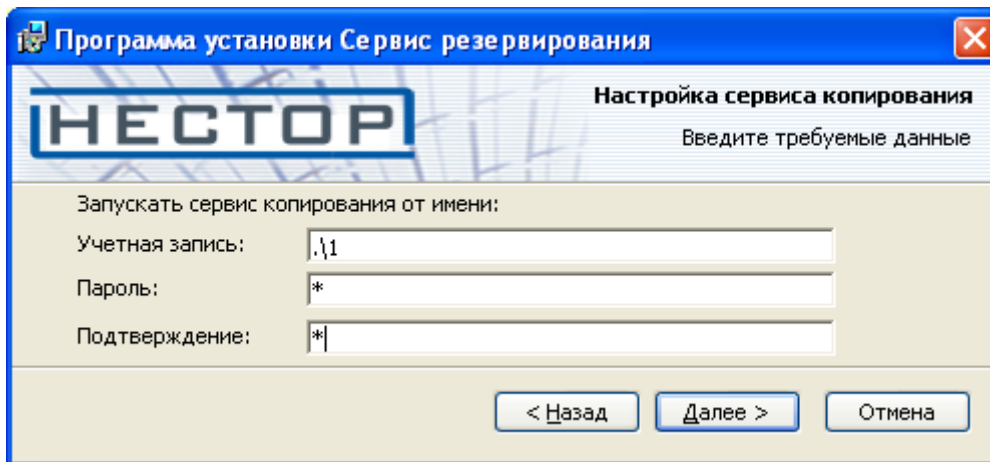 Программа установки Сервис резервирования
НЕСТОР
Настройка сервиса копирования
Введите требуемые данные
Запускать сервис копирования от имени:
Учетная запись: .\1
Пароль: *
Подтверждение: *
< Назад Далее > Отмена